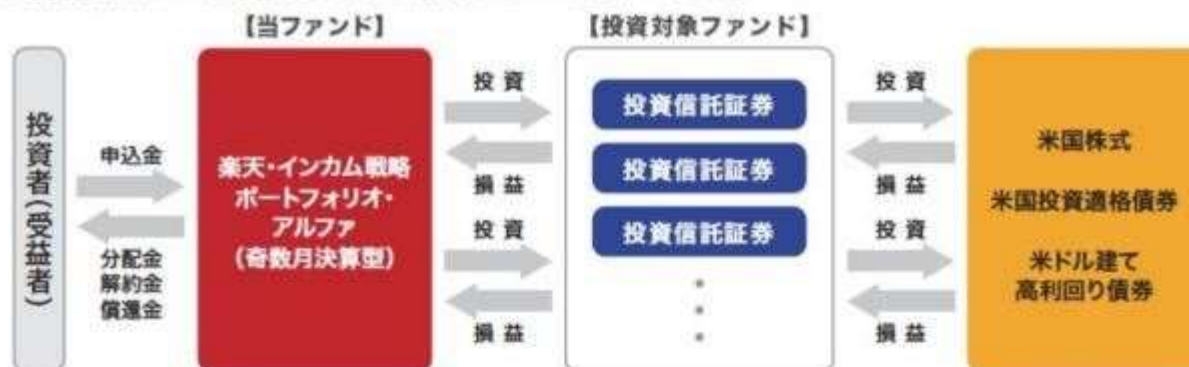 【当ファンド】
【投資対象ファンド】
投資者(受益者)
申込金
分配金
解約金
償還金
楽天・インカム戦略
ポートフォリオ・
アルファ
(奇数月決算型)
投資
損益
投資
損益
投資信託証券
投資信託証券
投資信託証券
投資
損益
投資
損益
米国株式
米国投資適格債券
米ドル建て
高利回り債券